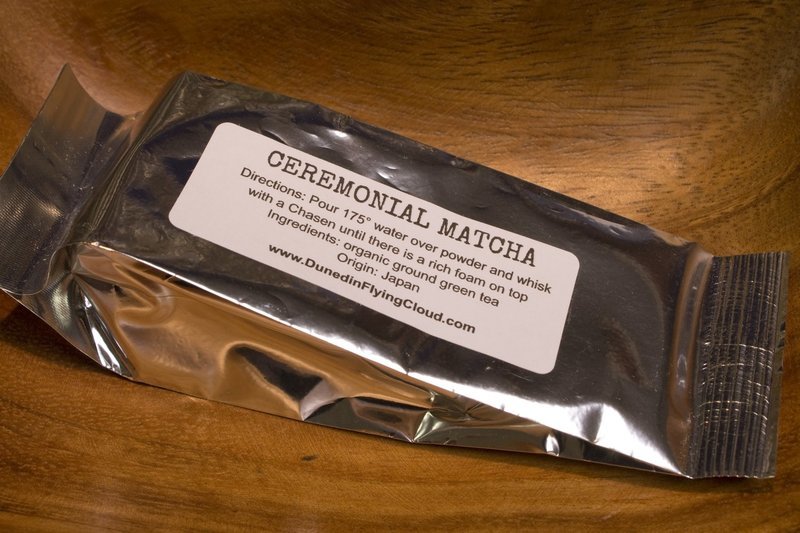 CEREMONIAL MATCHA
Directions: Pour 175° water over powder and whisk
with a Chasen until there is a rich foam on top
Ingredients: organic ground green tea
Origin: Japan
www.DunedinFlyingCloud.com